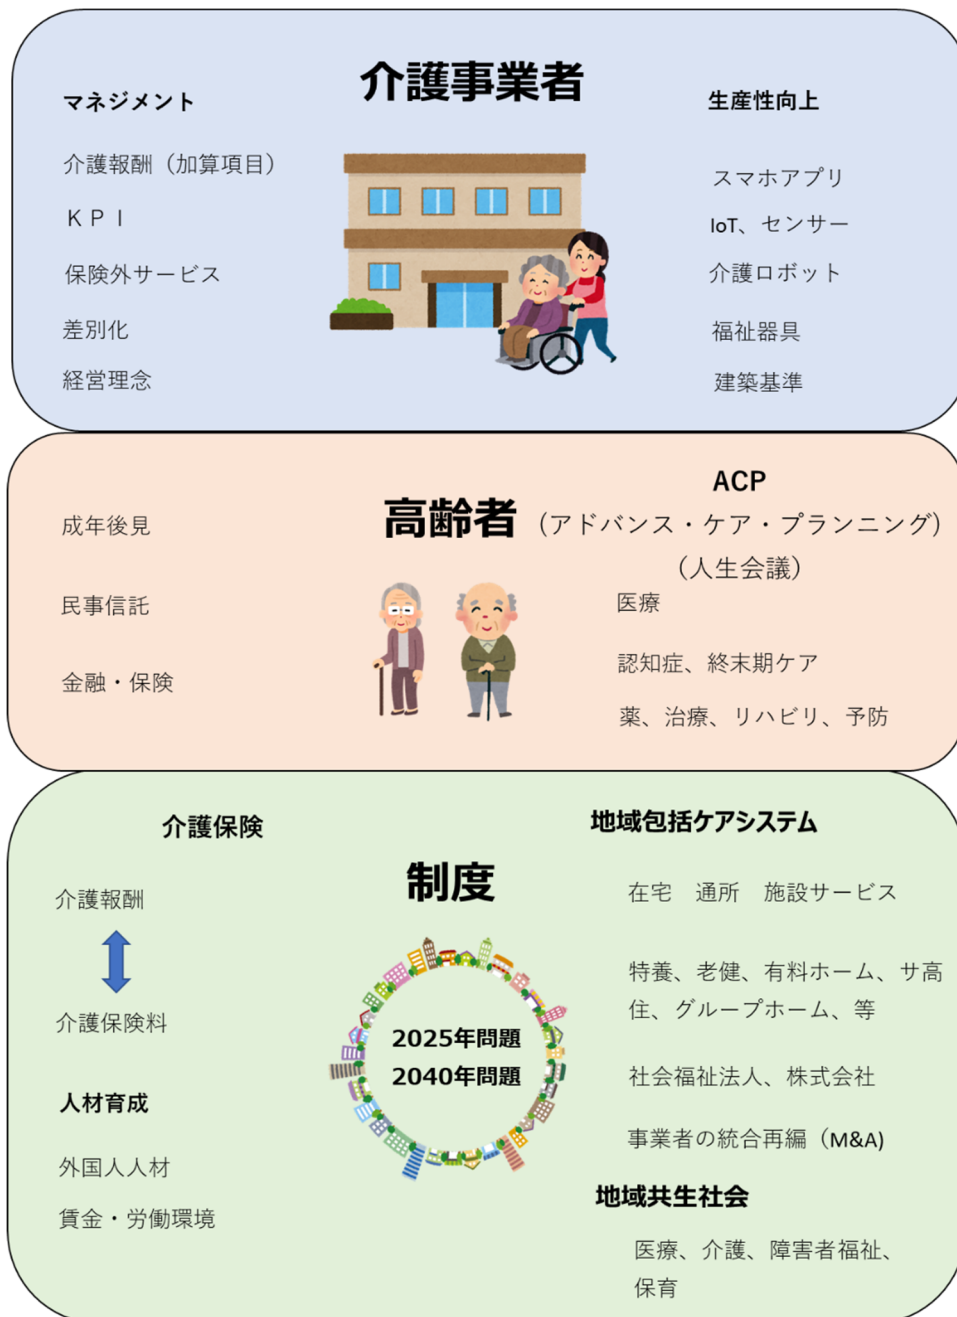 介護事業者
マネジメント
介護報酬（加算項目）
ＫＰＩ
保険外サービス
差別化
経営理念
生産性向上
スマホアプリ
IoT、センサー
介護ロボット
福祉器具
建築基準
高齢者
成年後見
民事信託
金融・保険
ACP
（アドバンス・ケア・プランニング）
（人生会議）
医療
認知症、終末期ケア
薬、治療、リハビリ、予防
制度
介護保険
介護報酬
介護保険料
人材育成
外国人人材
賃金・労働環境
2025年問題
2040年問題
地域包括ケアシステム
在宅　通所　施設サービス
特養、老健、有料ホーム、サ高
住、グループホーム、等
社会福祉法人、株式会社
事業者の統合再編（M&A)
地域共生社会
医療、介護、障害者福祉、
保育